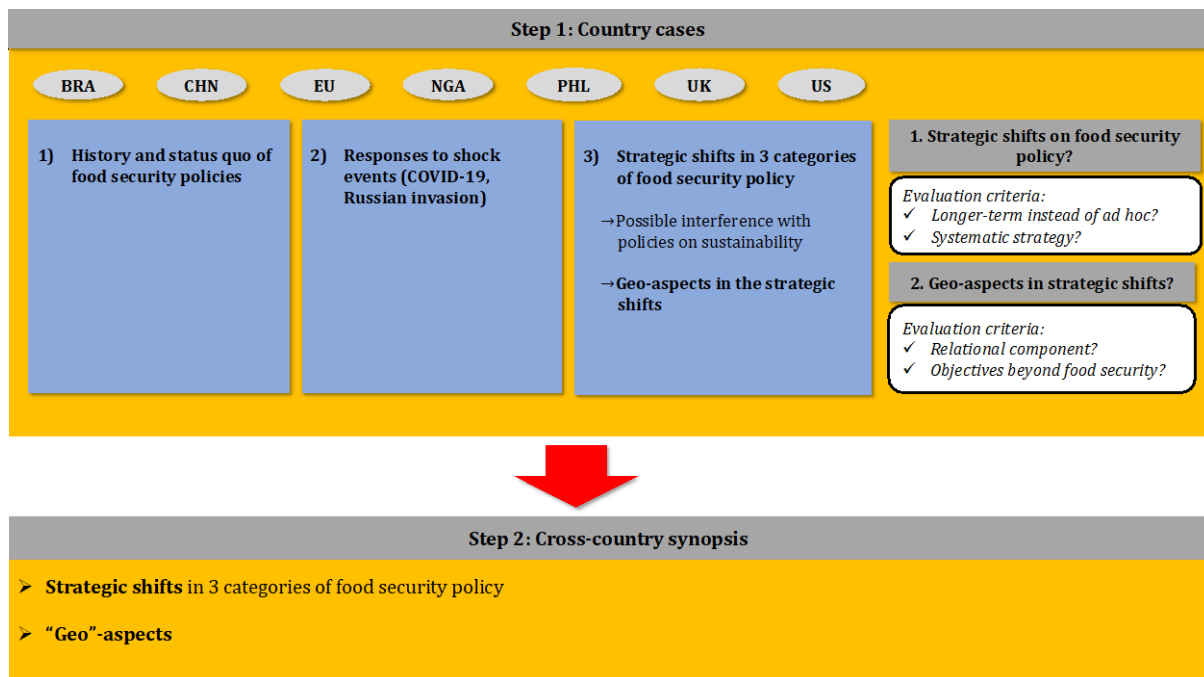 Step 1: Country cases
BRA
CHN
EU
NGA
PHL
UK
US
1) History and status quo of
food security policies
2) Responses to shock
events (COVID-19,
Russian invasion)
3) Strategic shifts in 3 categories
of food security policy
→Possible interference with
policies on sustainability
→Geo-aspects in the strategic
shifts
1. Strategic shifts on food security
policy?
Evaluation criteria:
✓ Longer-term instead of ad hoc?
✓ Systematic strategy?
2. Geo-aspects in strategic shifts?
Evaluation criteria:
✓ Relational component?
✓ Objectives beyond food security?
Step 2: Cross-country synopsis
➢ Strategic shifts in 3 categories of food security policy
➢ “Geo”-aspects